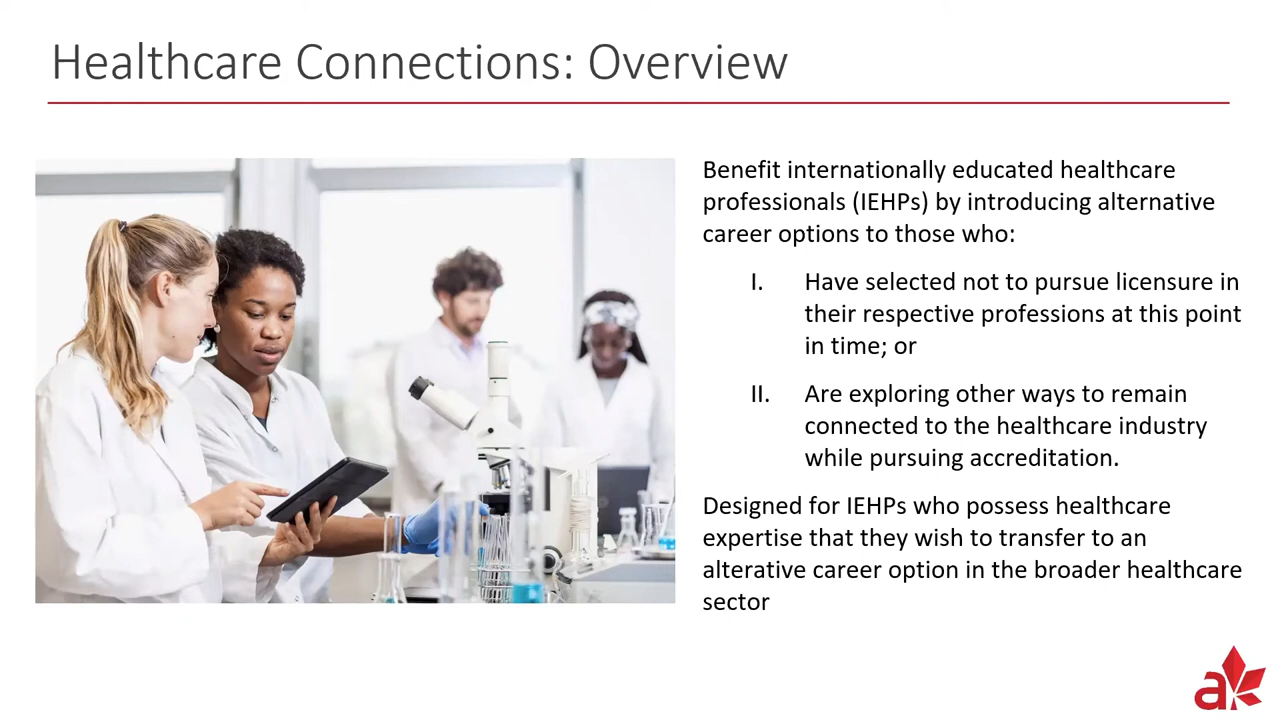 Healthcare Connections: Overview
Benefit internationally educated healthcare
professionals (IEHPs) by introducing alternative
career options to those who:
I. Have selected not to pursue licensure in
their respective professions at this point
in time; or
II. Are exploring other ways to remain
connected to the healthcare industry
while pursuing accreditation.
Designed for IEHPs who possess healthcare
expertise that they wish to transfer to an
alterative career option in the broader healthcare
sector
ak